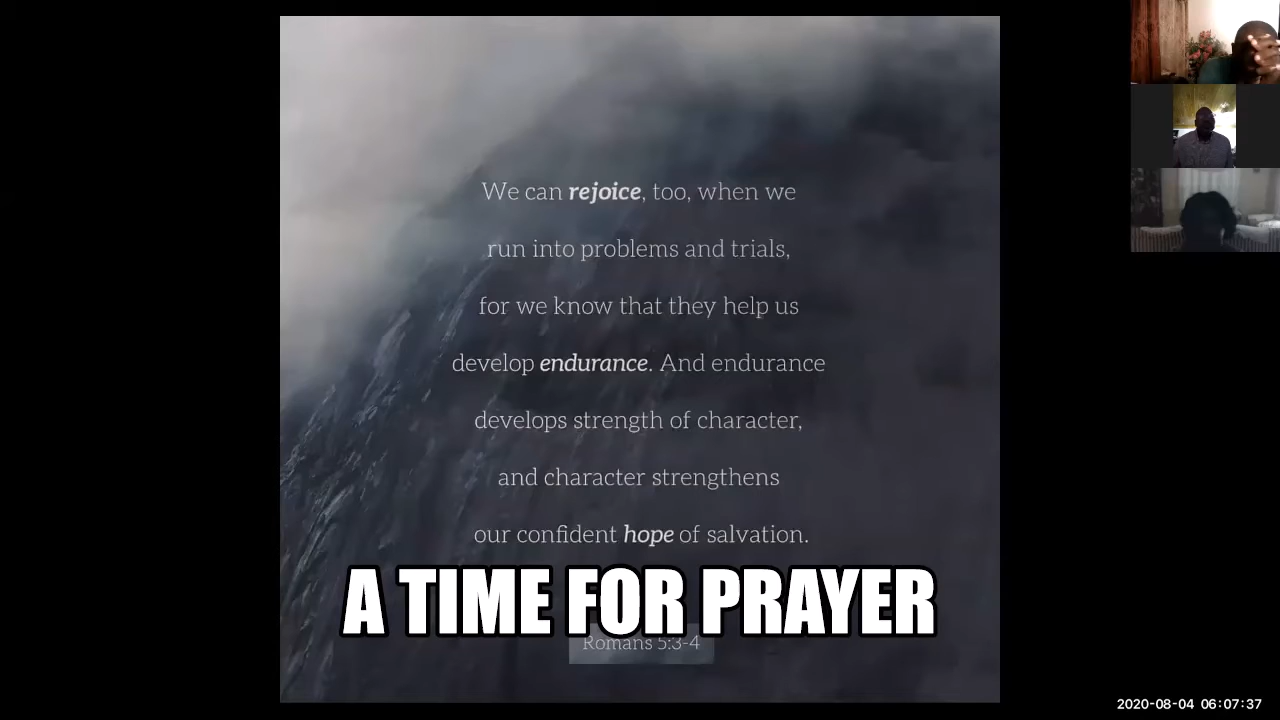 We can rejoice, too, when we
run into problems and trials,
for we know that they help us
develop endurance. And endurance
develops strength of character,
and character strengthens
our confident hope of salvation.
A TIME FOR PRAYER
Romans 5:3-4
2020-08-04 06:07:37